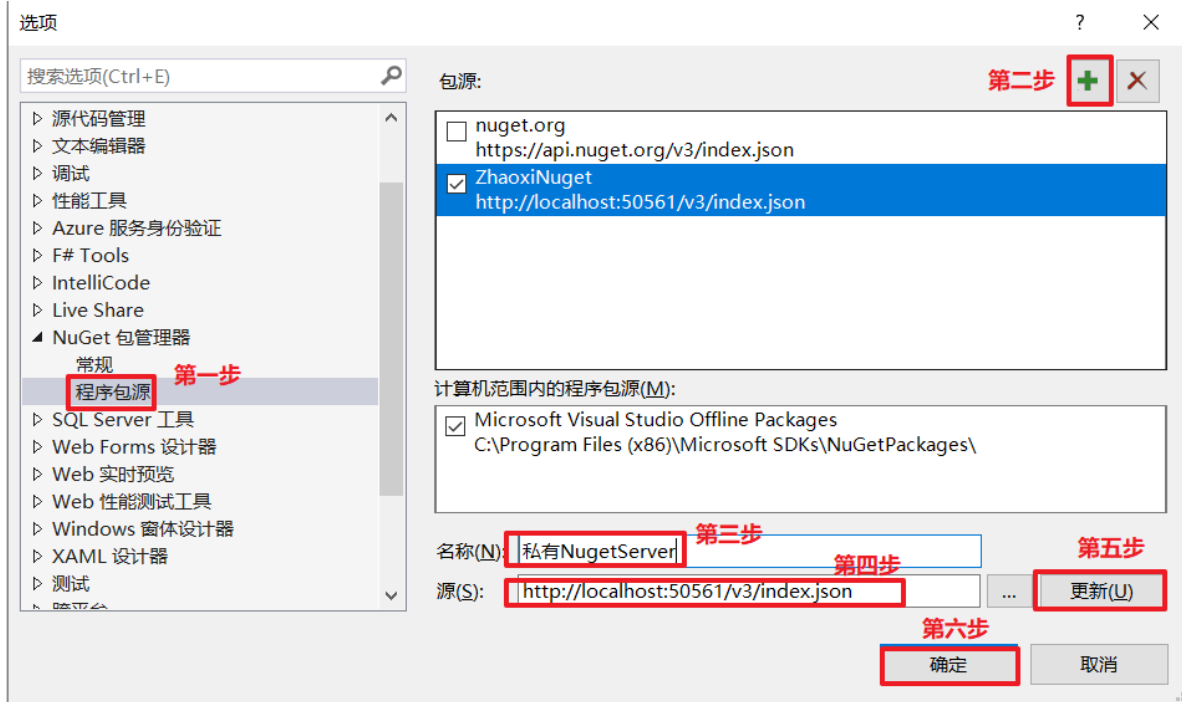 选项
?
搜索选项(Ctrl+E)
源代码管理
文本编辑器
调试
性能工具
Azure 服务身份验证
F# Tools
IntelliCode
Live Share
NuGet 包管理器
常规
程序包源
第一步
SQL Server 工具
Web Forms 设计器
Web 实时预览
Web 性能测试工具
Windows 窗体设计器
XAML 设计器
测试
跨平台
包源:
第二步
nuget.org
https://api.nuget.org/v3/index.json
ZhaoxiNuget
http://localhost:50561/v3/index.json
计算机范围内的程序包源(M):
Microsoft Visual Studio Offline Packages
C:\Program Files (x86)\Microsoft SDKs\NuGetPackages\
名称(N): 私有NugetServer 第三步
第四步
第五步
源(S): http://localhost:50561/v3/index.json ... 更新(U)
第六步
确定 取消